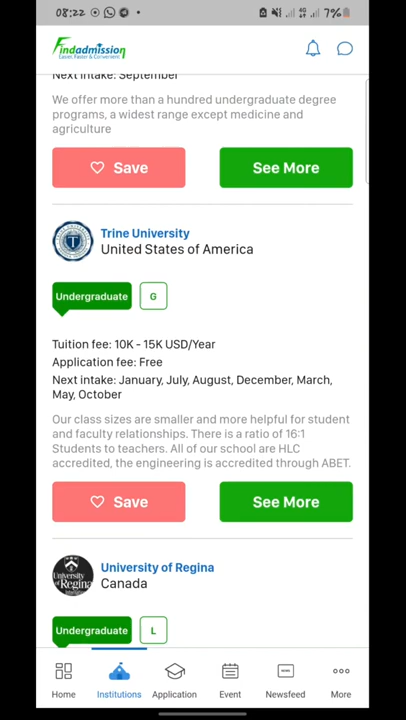 08:22
4G
7%
Findadmission
Easier, Faster & Convenient
Next intake: September
We offer more than a hundred undergraduate degree
programs, a widest range except medicine and
agriculture
Save
See More
Trine University
United States of America
Undergraduate
G
Tuition fee: 10K - 15K USD/Year
Application fee: Free
Next intake: January, July, August, December, March,
May, October
Our class sizes are smaller and more helpful for student
and faculty relationships. There is a ratio of 16:1
Students to teachers. All of our school are HLC
accredited, the engineering is accredited through ABET.
Save
See More
University of Regina
Canada
University
of Regina
Undergraduate
L
Home
Institutions
Application
Event
Newsfeed
More